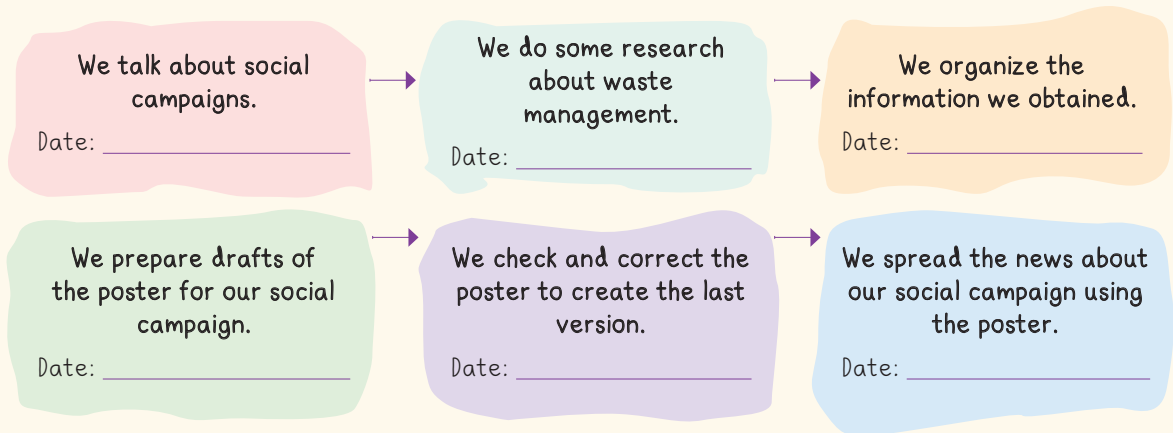 We talk about social
campaigns.
Date:
We do some research
about waste
management.
Date:
We organize the
information we obtained.
Date:
We prepare drafts of
the poster for our social
campaign.
Date:
We check and correct the
poster to create the last
version.
Date:
We spread the news about
our social campaign using
the poster.
Date: